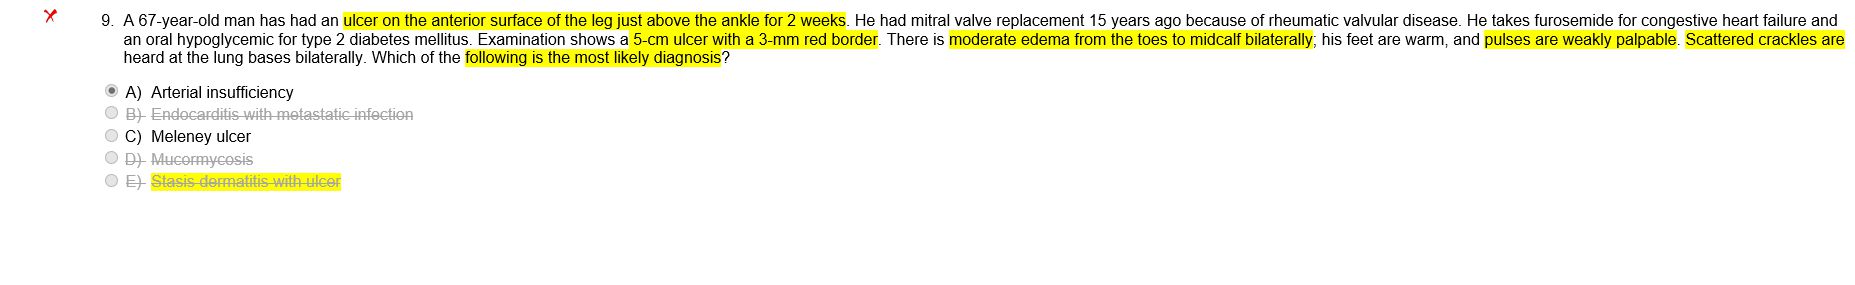 9. A 67-year-old man has had an ulcer on the anterior surface of the leg just above the ankle for 2 weeks. He had mitral valve replacement 15 years ago because of rheumatic valvular disease. He takes furosemide for congestive heart failure and
an oral hypoglycemic for type 2 diabetes mellitus. Examination shows a 5-cm ulcer with a 3-mm red border. There is moderate edema from the toes to midcalf bilaterally; his feet are warm, and pulses are weakly palpable. Scattered crackles are
heard at the lung bases bilaterally. Which of the following is the most likely diagnosis?
A) Arterial insufficiency
B) Endocarditis with metastatic infection
C) Meleney ulcer
D) Mucormycosis
E) Stasis dermatitis with ulcer